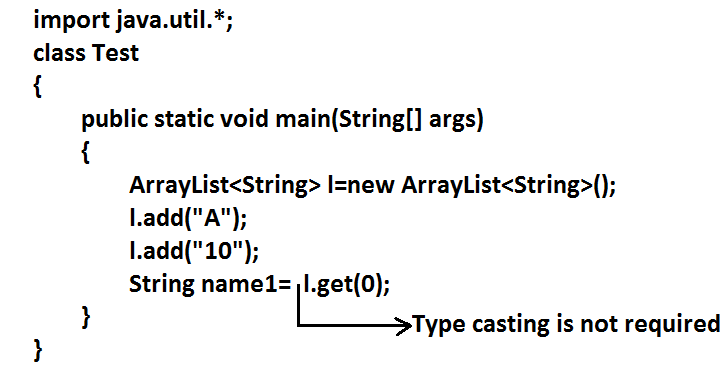 import java.util.*;
class Test
{
public static void main(String[] args)
{
ArrayList<String> l=new ArrayList<String>();
l.add("A");
l.add("10");
String name1= l.get(0);
}
Type casting is not required
}